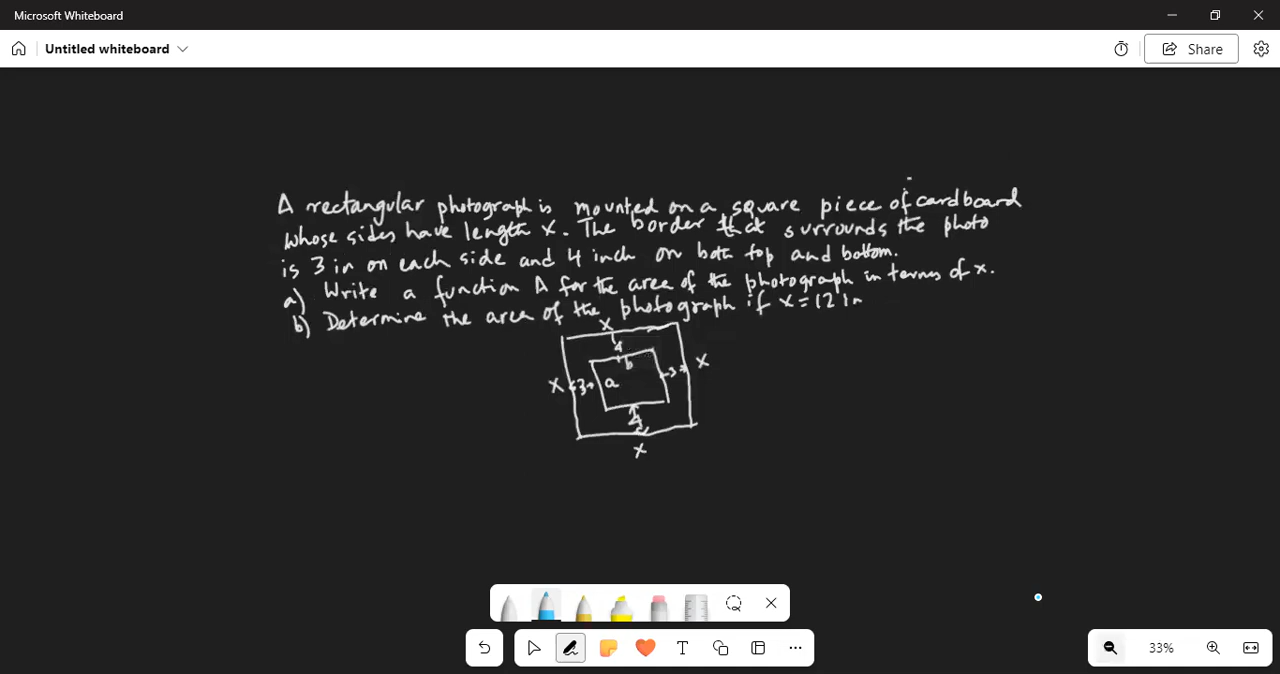 Microsoft Whiteboard
Untitled whiteboard
Share
A rectangular photograph is mounted on a square piece of cardboard
whose sides have length x. The border that surrounds the photo
is 3 in on each side and 4 inch on both top and bottom.
a) Write a function A for the area of the photograph in terms of x.
b) Determine the area of the photograph if x = 12 in
x
4
b
x
x
3
a
3
4
x
T
33%